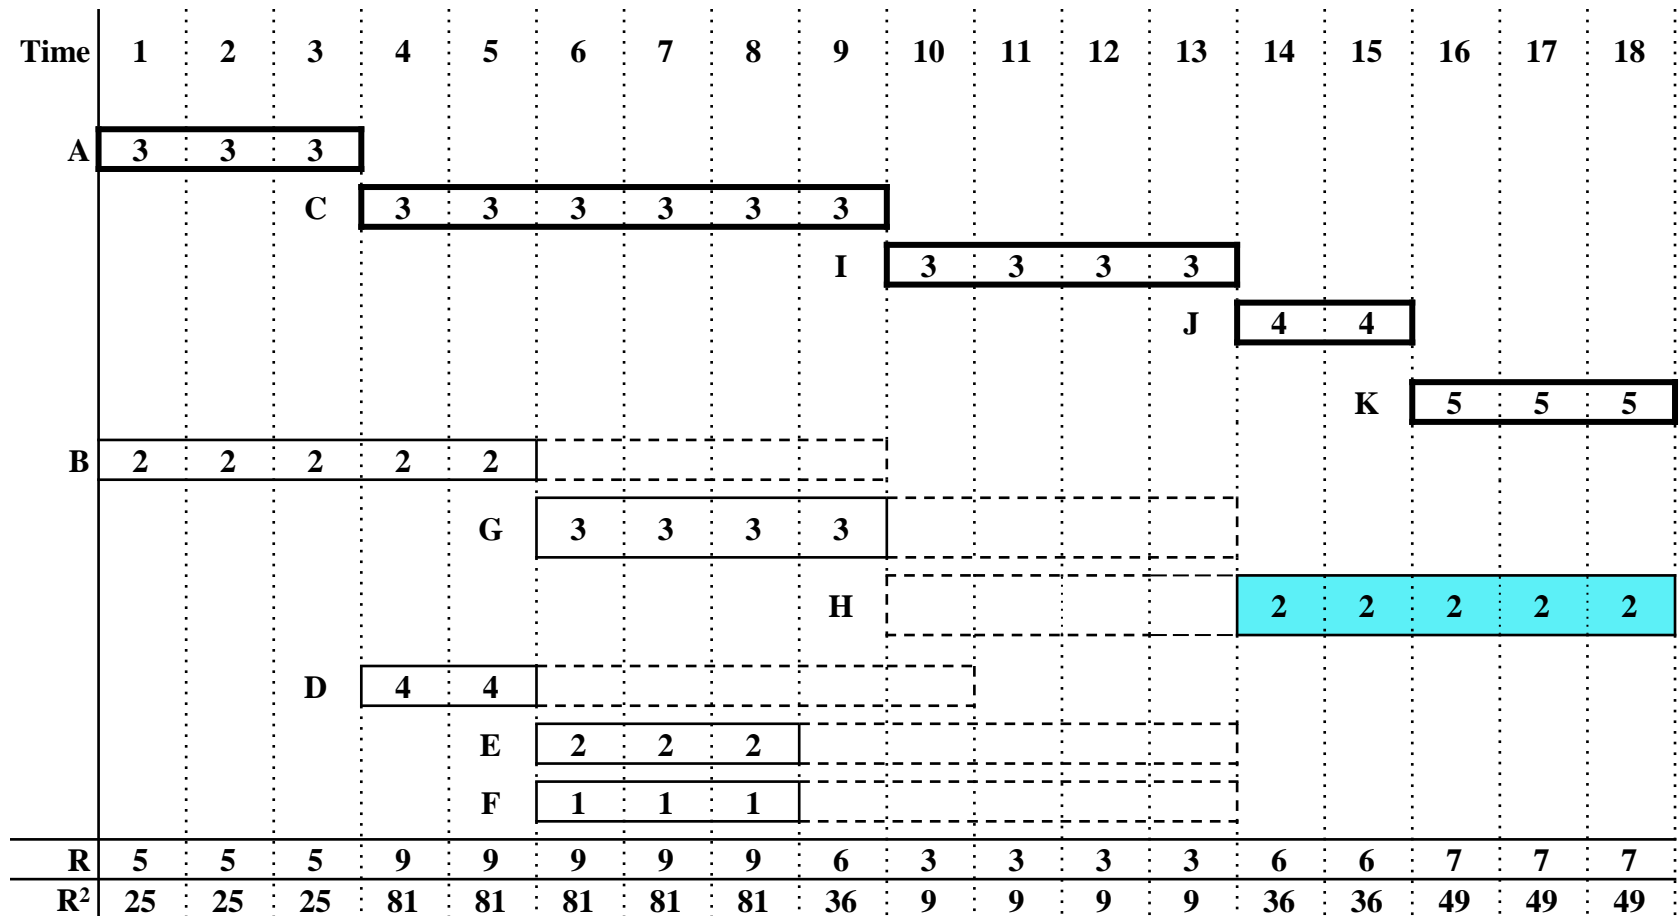 Time 1 2 3 4 5 6 7 8 9 10 11 12 13 14 15 16 17 18
A 3 3 3
C 3 3 3 3 3 3
I 3 3 3 3
J 4 4
K 5 5 5
B 2 2 2 2 2
G 3 3 3 3
H 2 2 2 2 2
D 4 4
E 2 2 2
F 1 1 1
R 5 5 5 9 9 9 9 9 6 3 3 3 3 6 6 7 7 7
R² 25 25 25 81 81 81 81 81 36 9 9 9 9 36 36 49 49 49